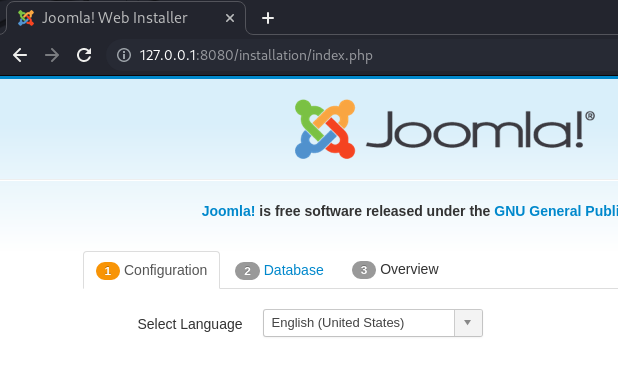 Joomla! Web Installer
127.0.0.1:8080/installation/index.php
Joomla!®
Joomla! is free software released under the GNU General Publi
1 Configuration 2 Database 3 Overview
Select Language English (United States)